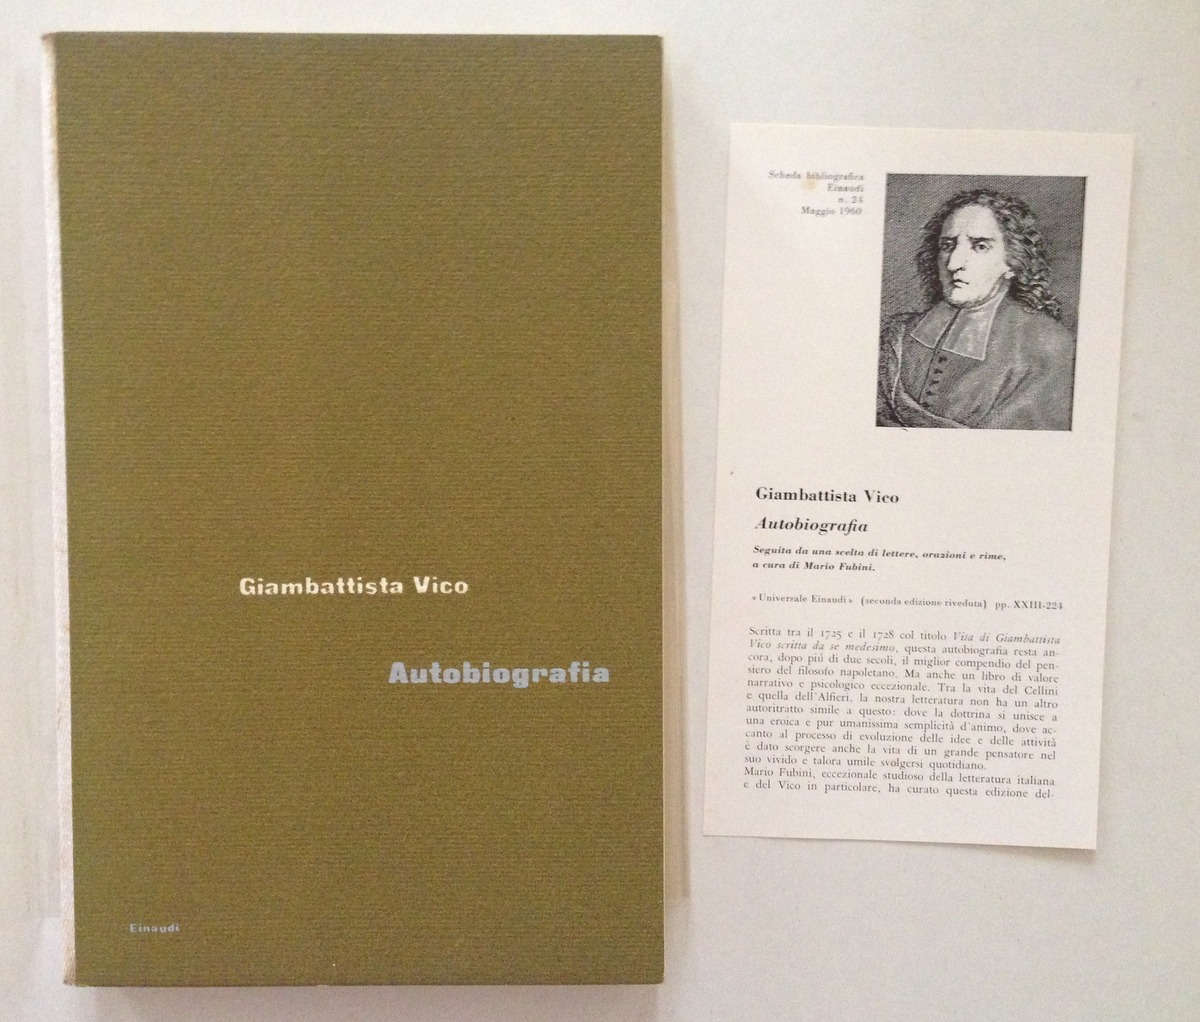 Giambattista Vico
Autobiografia
Einaudi
Scheda bibliografica
Einaudi
n. 24
Maggio 1960
Giambattista Vico
Autobiografia
Seguita da una scelta di lettere, orazioni e rime,
a cura di Mario Fubini.
«Universale Einaudi» (seconda edizione riveduta) pp. XXIII-224
Scritta tra il 1725 e il 1728 col titolo Vita di Giambattista
Vico scritta da se medesimo, questa autobiografia resta an-
cora, dopo piú di due secoli, il miglior compendio del pen-
siero del filosofo napoletano. Ma anche un libro di valore
narrativo e psicologico eccezionale. Tra la vita del Cellini
e quella dell'Alfieri, la nostra letteratura non ha un altro
autoritratto simile a questo: dove la dottrina si unisce a
una eroica e pur umanissima semplicità d'animo, dove ac-
canto al processo di evoluzione delle idee e delle attività
è dato scorgere anche la vita di un grande pensatore nel
suo vivido e talora umile svolgersi quotidiano.
Mario Fubini, eccezionale studioso della letteratura italiana
e del Vico in particolare, ha curato questa edizione del-